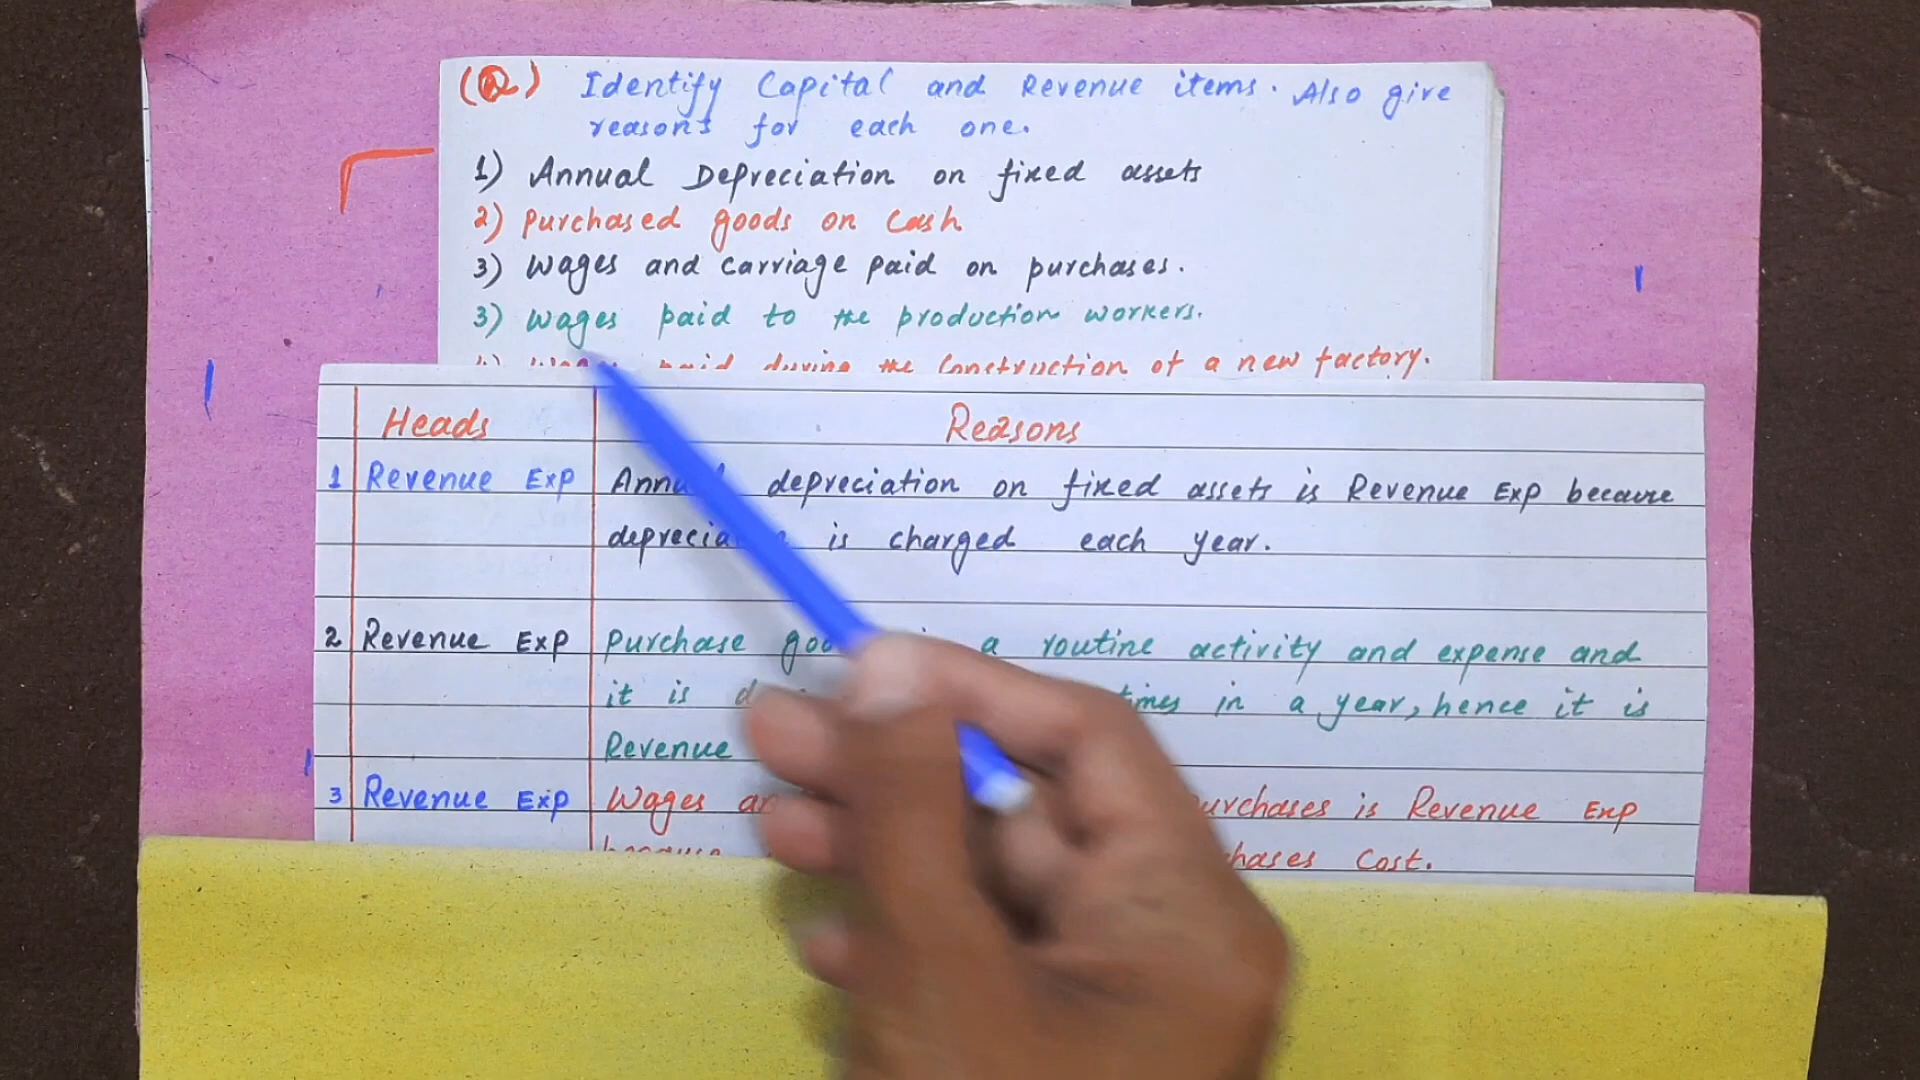 (Q) Identify Capital and Revenue items. Also give
reasons for each one.
1) Annual Depreciation on fixed assets
2) Purchased goods on Cash
3) Wages and carriage paid on purchases.
3) Wages paid to the production workers.
paid during the Construction of a new factory.
Heads Reasons
1 Revenue Exp Annual depreciation on fixed assets is Revenue Exp because
is charged each year.
2 Revenue Exp Purchase a routine activity and expense and
it is times in a year, hence it is
Revenue
3 Revenue Exp Wages is Revenue Exp
Cost.